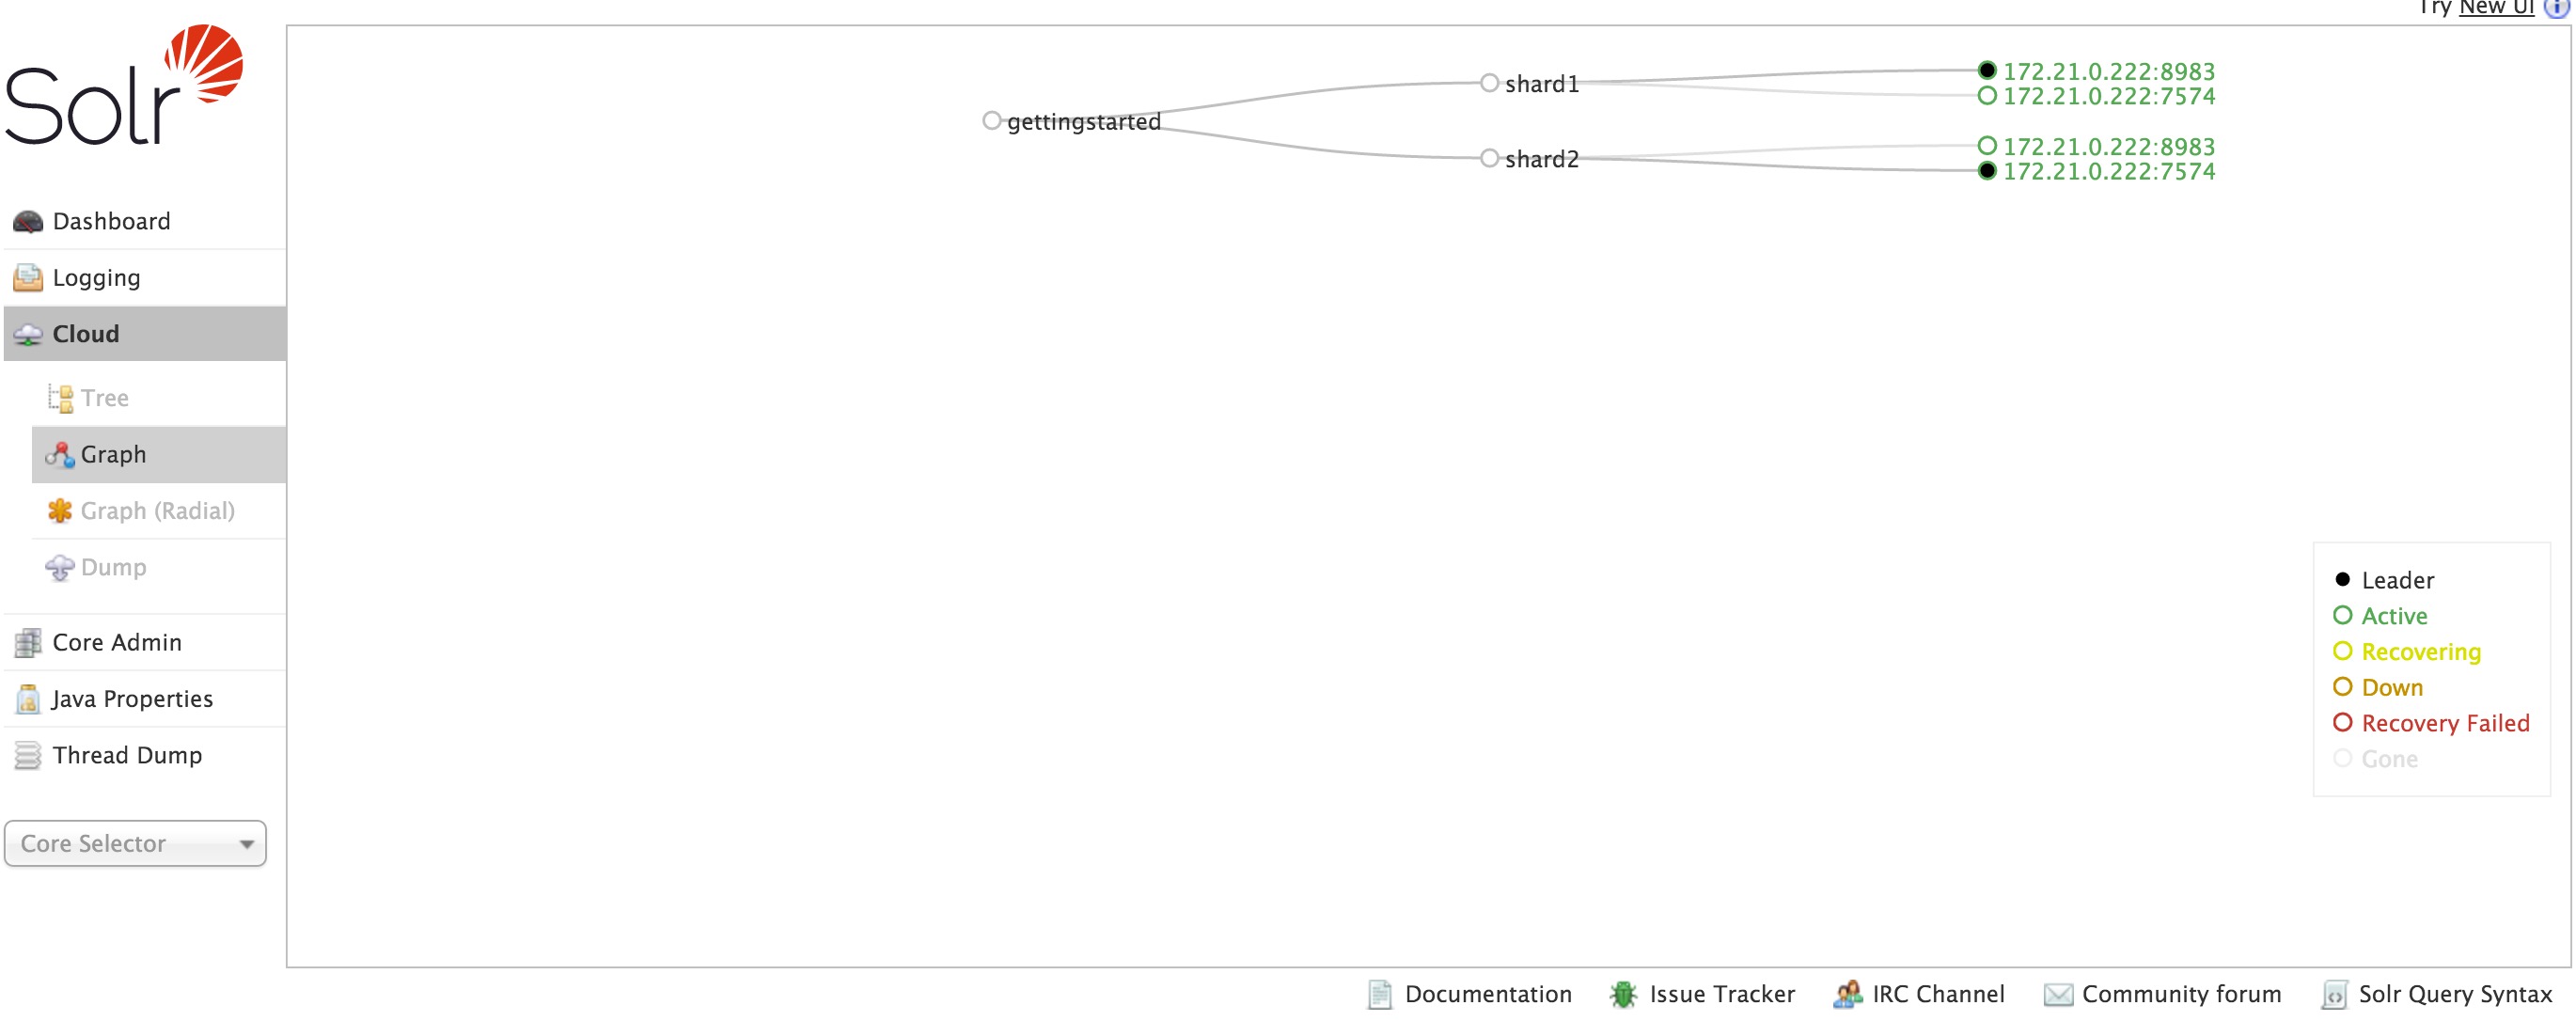 Try New UI
Solr
gettingstarted
shard1
172.21.0.222:8983
172.21.0.222:7574
shard2
172.21.0.222:8983
172.21.0.222:7574
Dashboard
Logging
Cloud
Tree
Graph
Graph (Radial)
Dump
Core Admin
Java Properties
Thread Dump
Core Selector
Leader
Active
Recovering
Down
Recovery Failed
Gone
Documentation
Issue Tracker
IRC Channel
Community forum
Solr Query Syntax